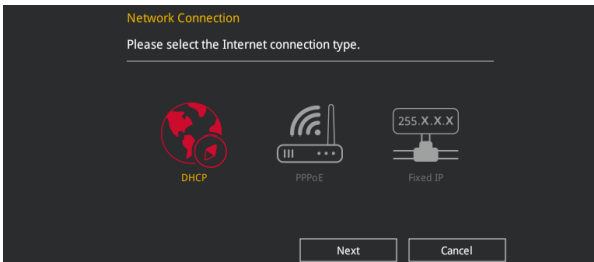 Network Connection
Please select the Internet connection type.
255.X.X.X
DHCP
PPPoE
Fixed IP
Next
Cancel